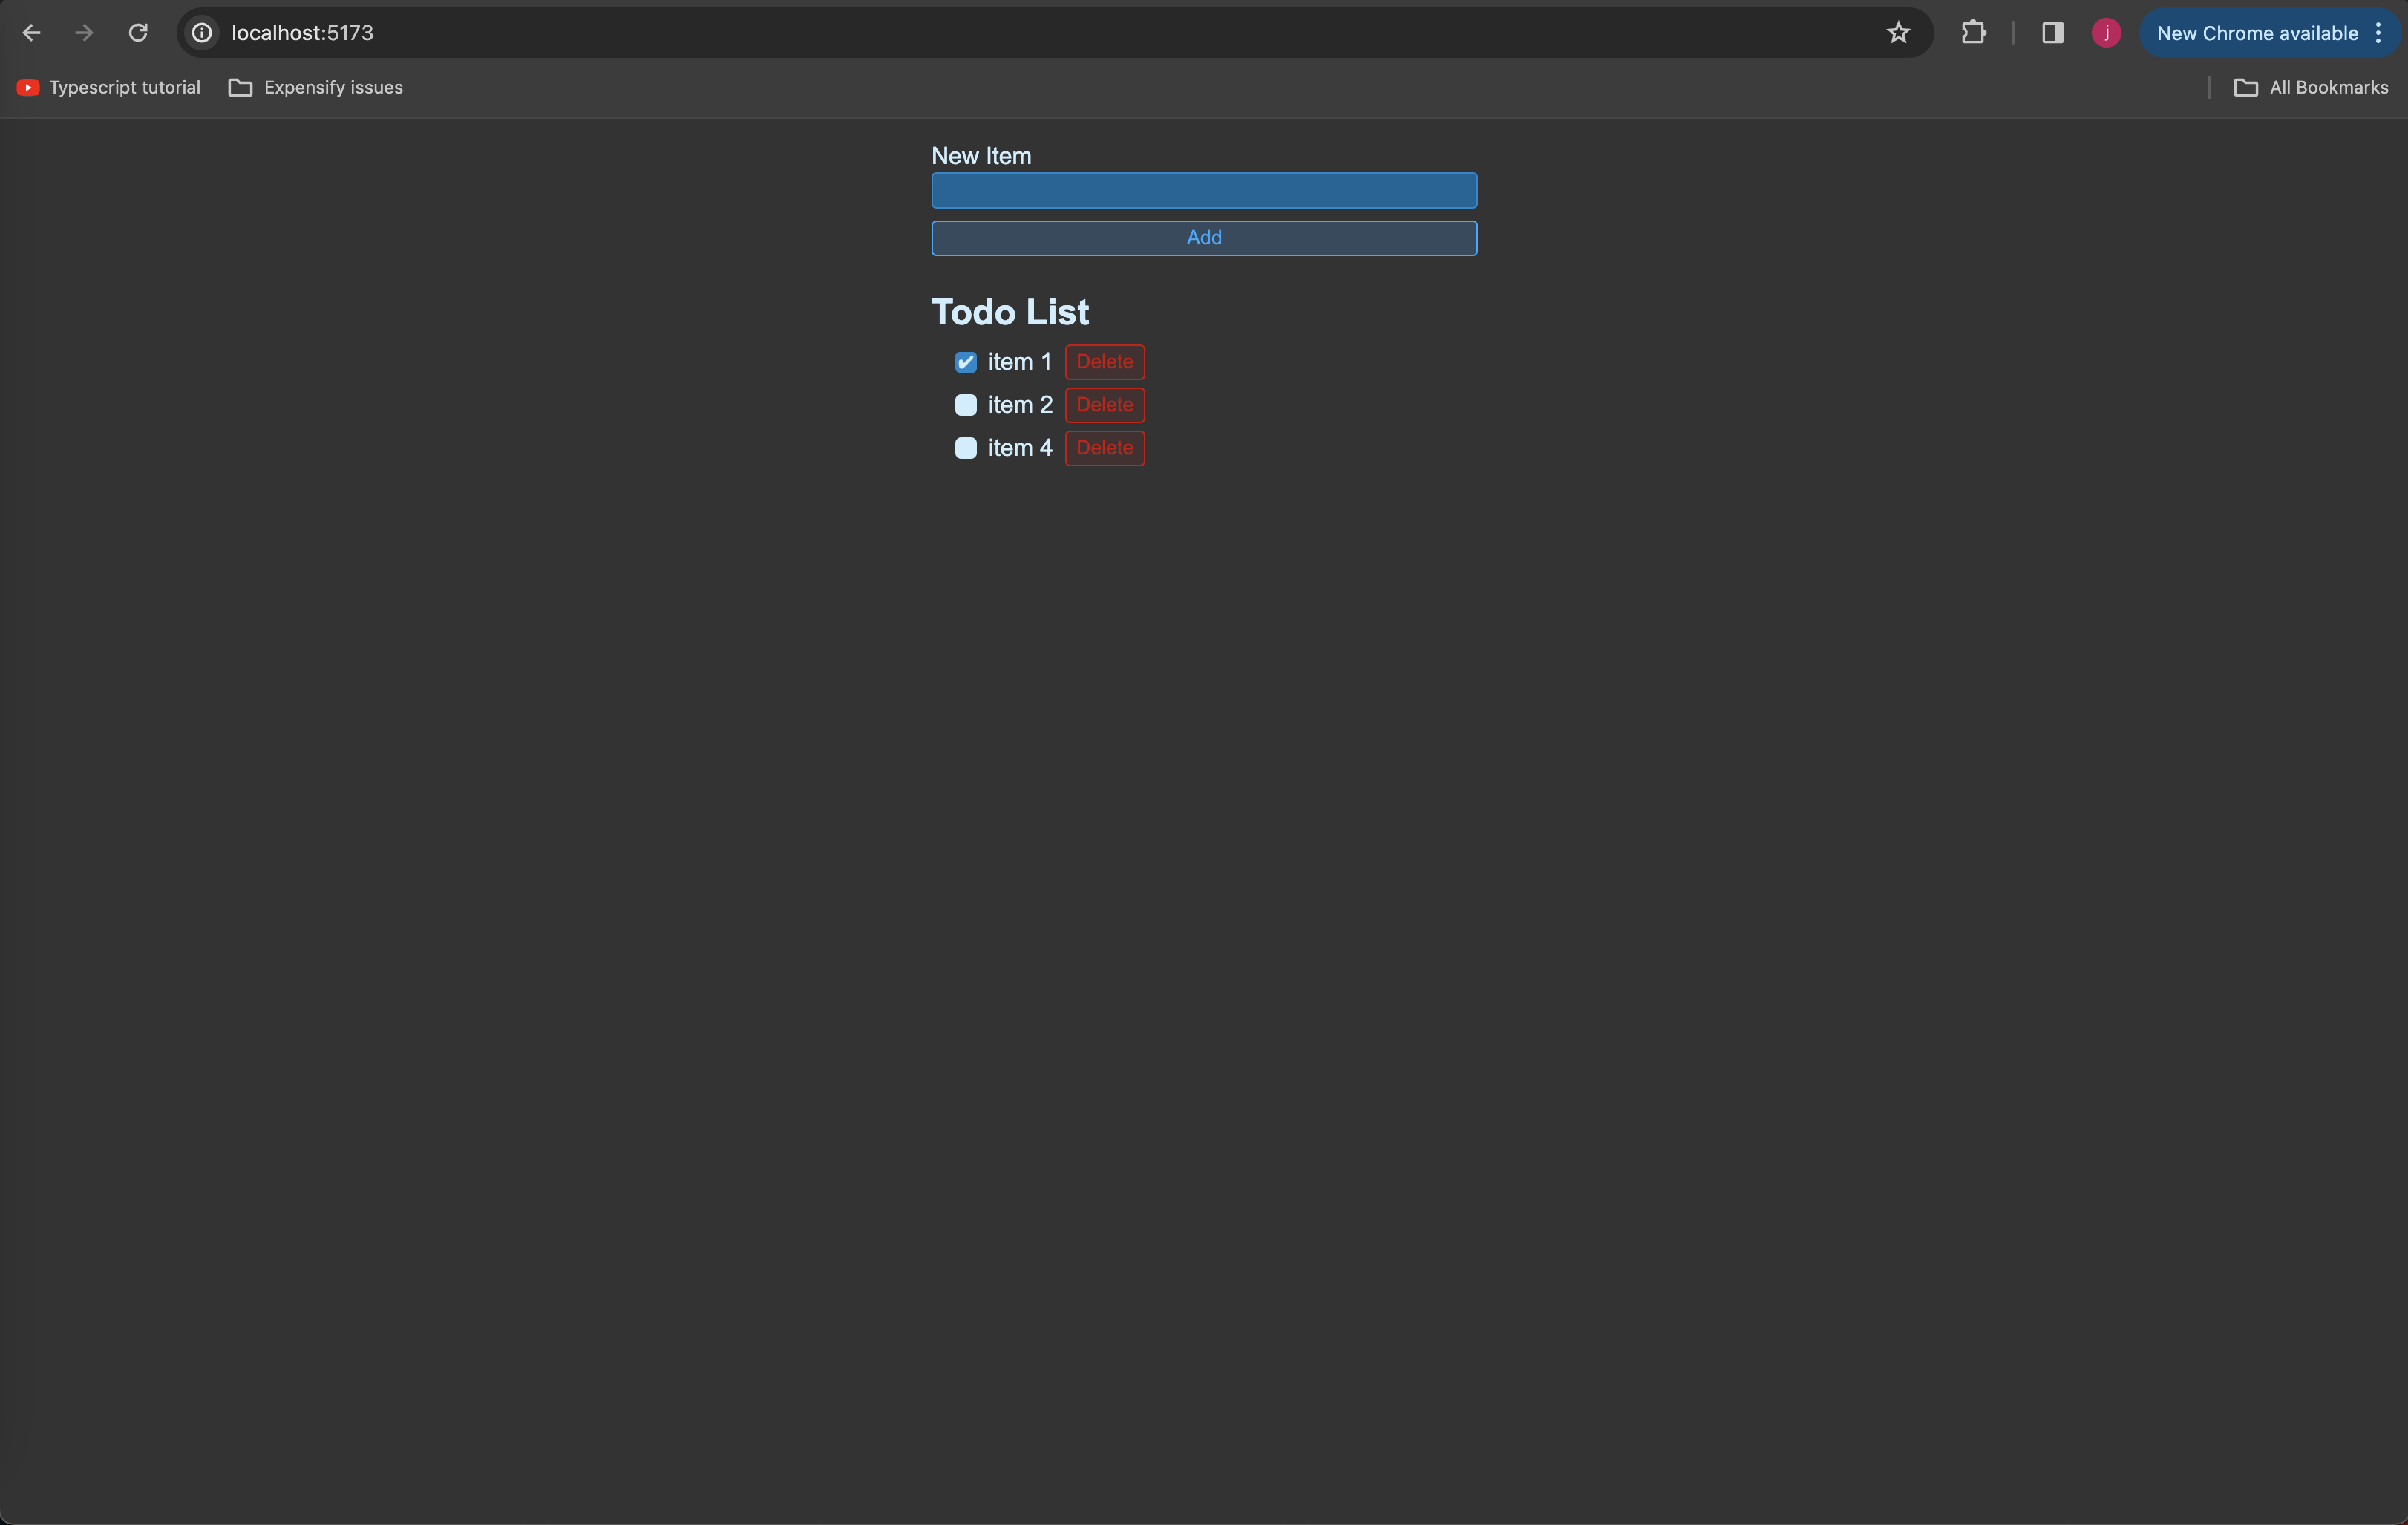 localhost:5173
j
New Chrome available
Typescript tutorial
Expensify issues
All Bookmarks
New Item
Add
Todo List
item 1 Delete
item 2 Delete
item 4 Delete